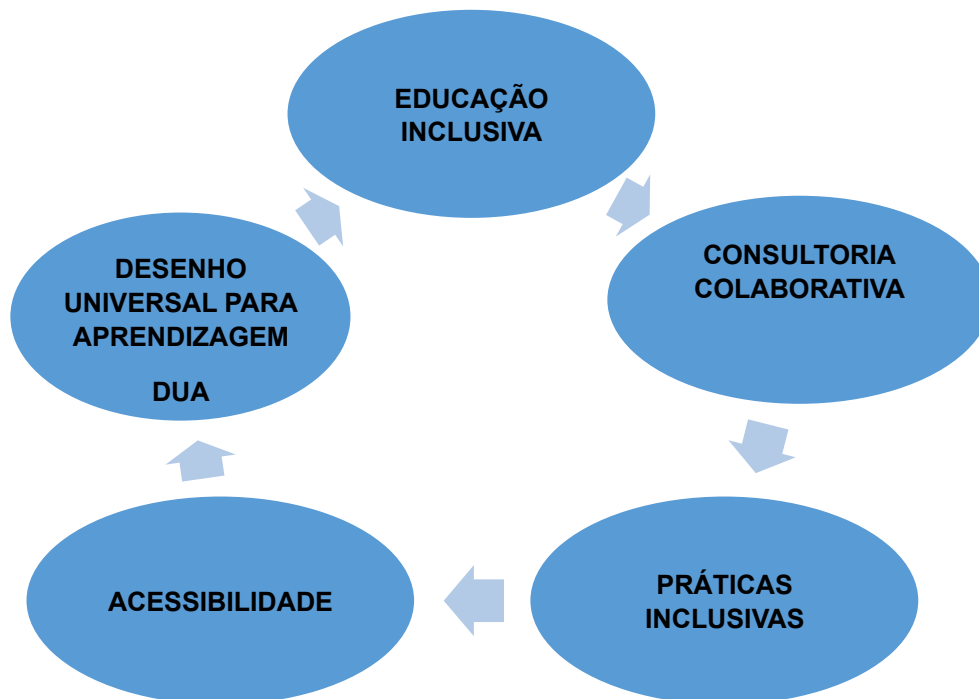 EDUCAÇÃO
INCLUSIVA
CONSULTORIA
COLABORATIVA
PRÁTICAS
INCLUSIVAS
ACESSIBILIDADE
DESENHO
UNIVERSAL PARA
APRENDIZAGEM
DUA